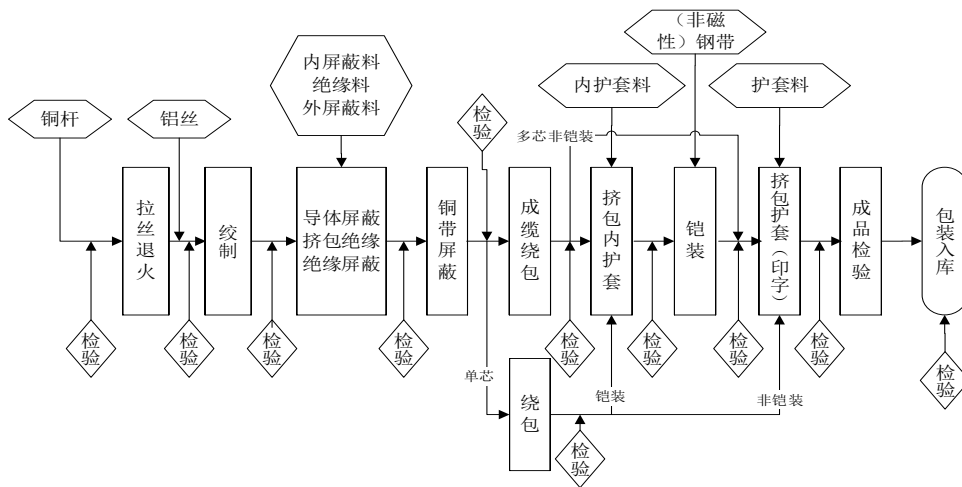 （非磁
性）钢带
内屏蔽料
绝缘料
外屏蔽料
内护套料
护套料
铜杆
铝丝
检验
多芯非铠装
拉丝退火
绞制
导体屏蔽
挤包绝缘
绝缘屏蔽
铜带屏蔽
成缆绕包
挤包内护套
铠装
挤包护套（印字）
成品检验
包装入库
检验
检验
检验
检验
检验
检验
检验
检验
检验
单芯
绕包
铠装
非铠装
检验